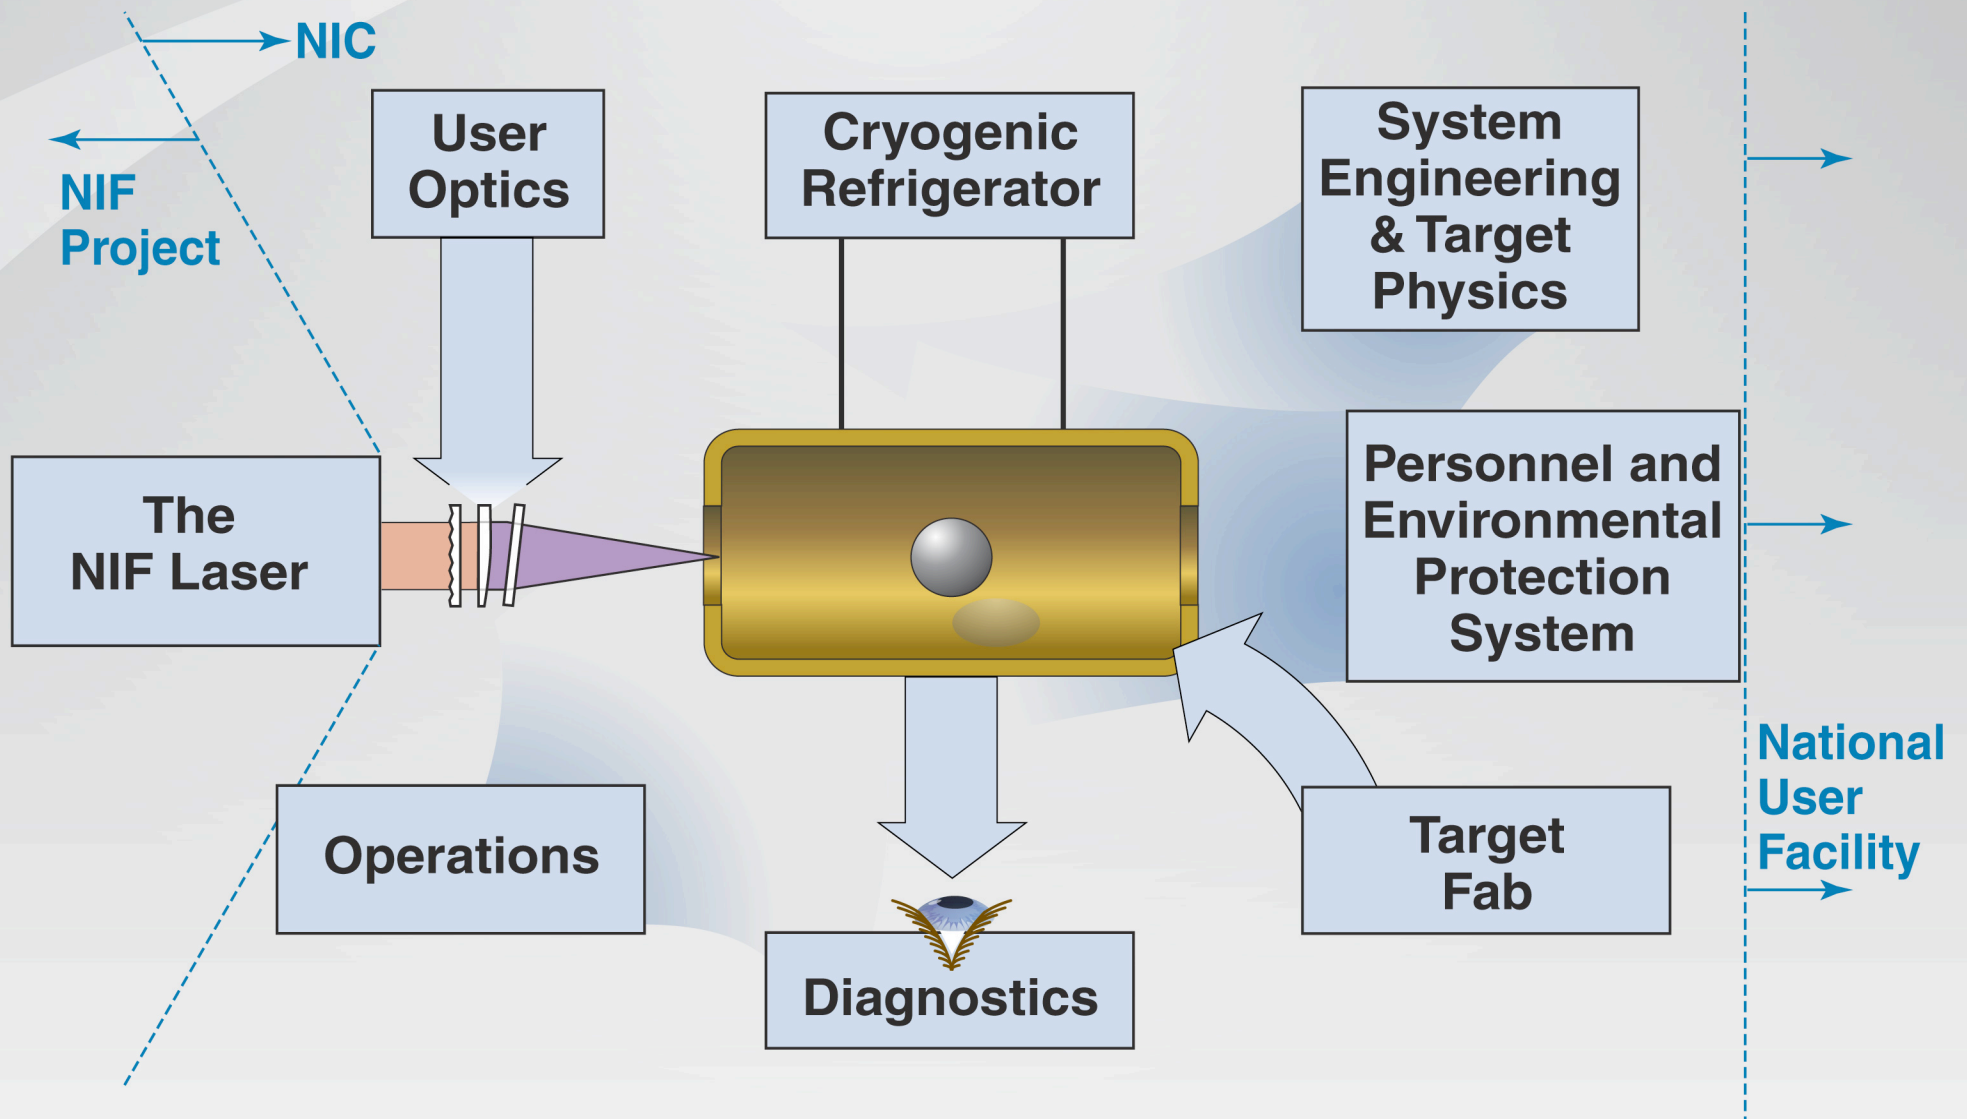 NIC
NIF
Project
User
Optics
Cryogenic
Refrigerator
System
Engineering
& Target
Physics
The
NIF Laser
Personnel and
Environmental
Protection
System
Operations
Diagnostics
Target
Fab
National
User
Facility